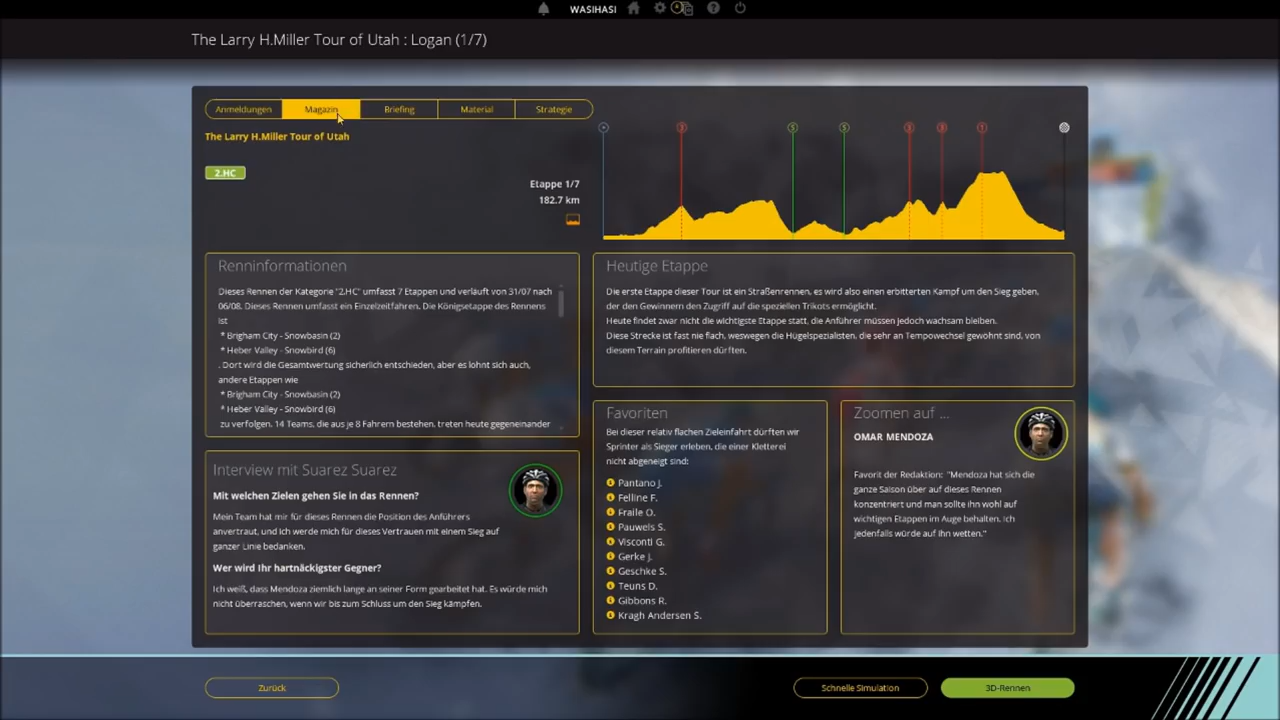 WASIHASI
The Larry H.Miller Tour of Utah : Logan (1/7)
Anmeldungen
Magazin
Briefing
Material
Strategie
The Larry H.Miller Tour of Utah
2.HC
Etappe 1/7
182.7 km
3
S
S
3
3
1
Renninformationen
Dieses Rennen der Kategorie "2.HC" umfasst 7 Etappen und verläuft von 31/07 nach
06/08. Dieses Rennen umfasst ein Einzelzeitfahren. Die Königsetappe des Rennens
ist
* Brigham City - Snowbasin (2)
* Heber Valley - Snowbird (6)
. Dort wird die Gesamtwertung sicherlich entschieden, aber es lohnt sich auch,
andere Etappen wie
* Brigham City - Snowbasin (2)
* Heber Valley - Snowbird (6)
zu verfolgen. 14 Teams, die aus je 8 Fahrern bestehen, treten heute gegeneinander
Heutige Etappe
Die erste Etappe dieser Tour ist ein Straßenrennen, es wird also einen erbitterten Kampf um den Sieg geben,
der den Gewinnern den Zugriff auf die speziellen Trikots ermöglicht.
Heute findet zwar nicht die wichtigste Etappe statt, die Anführer müssen jedoch wachsam bleiben.
Diese Strecke ist fast nie flach, weswegen die Hügelspezialisten, die sehr an Tempowechsel gewöhnt sind, von
diesem Terrain profitieren dürften.
Interview mit Suarez Suarez
Mit welchen Zielen gehen Sie in das Rennen?
Mein Team hat mir für dieses Rennen die Position des Anführers
anvertraut, und ich werde mich für dieses Vertrauen mit einem Sieg auf
ganzer Linie bedanken.
Wer wird Ihr hartnäckigster Gegner?
Ich weiß, dass Mendoza ziemlich lange an seiner Form gearbeitet hat. Es würde mich
nicht überraschen, wenn wir bis zum Schluss um den Sieg kämpfen.
Favoriten
Bei dieser relativ flachen Zieleinfahrt dürften wir
Sprinter als Sieger erleben, die einer Kletterei
nicht abgeneigt sind:
Pantano J.
Felline F.
Fraile O.
Pauwels S.
Visconti G.
Gerke J.
Geschke S.
Teuns D.
Gibbons R.
Kragh Andersen S.
Zoomen auf ...
OMAR MENDOZA
Favorit der Redaktion: "Mendoza hat sich die
ganze Saison über auf dieses Rennen
konzentriert und man sollte ihn wohl auf
wichtigen Etappen im Auge behalten. Ich
jedenfalls würde auf ihn wetten."
Zurück
Schnelle Simulation
3D-Rennen